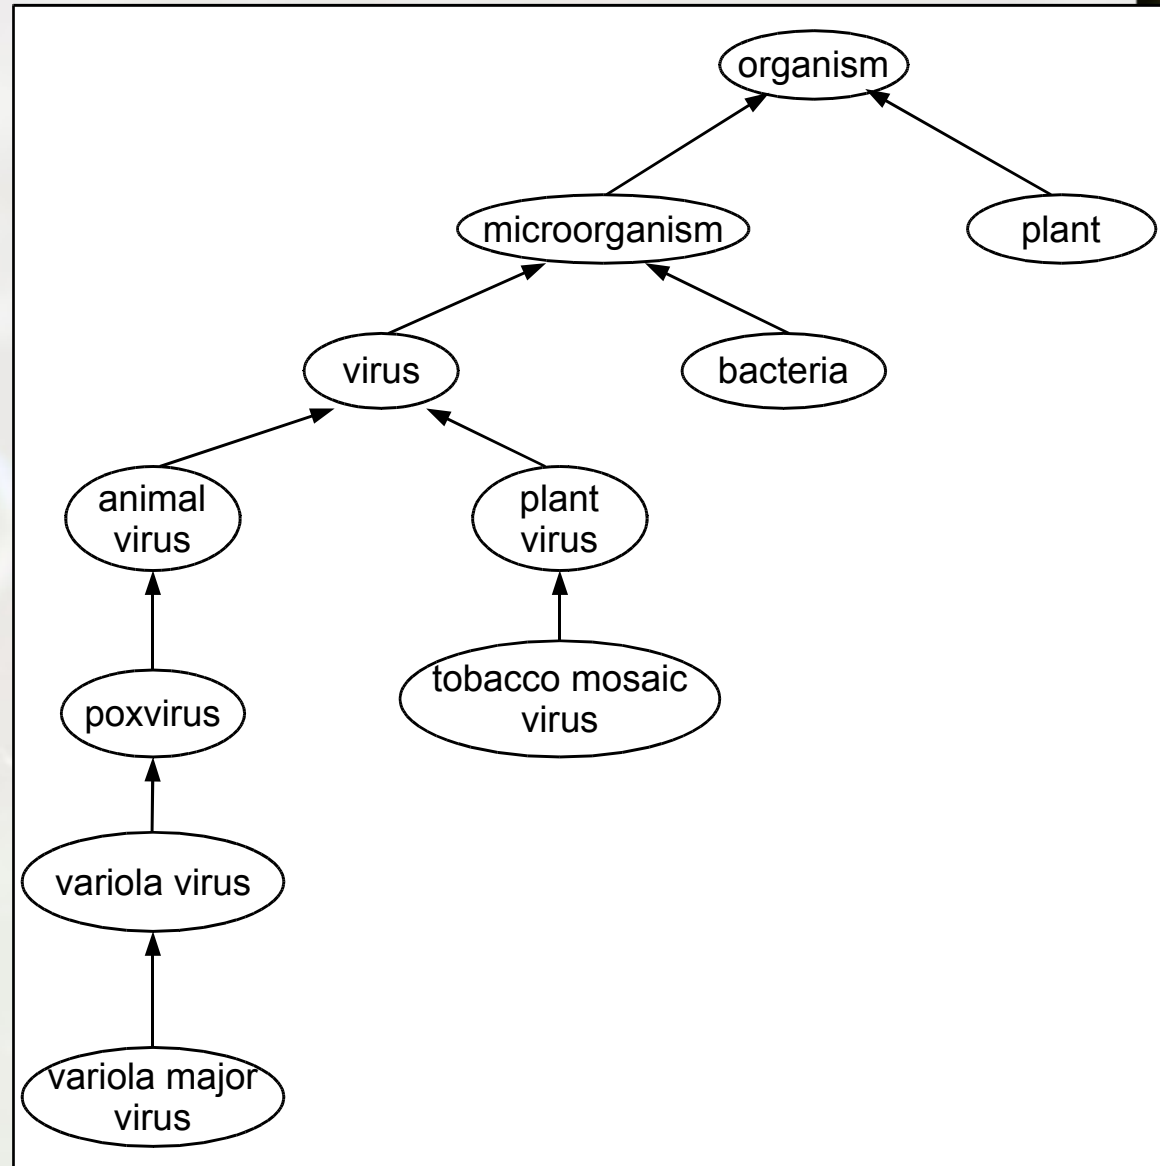 organism
microorganism
plant
virus
bacteria
animal
virus
plant
virus
poxvirus
tobacco mosaic
virus
variola virus
variola major
virus